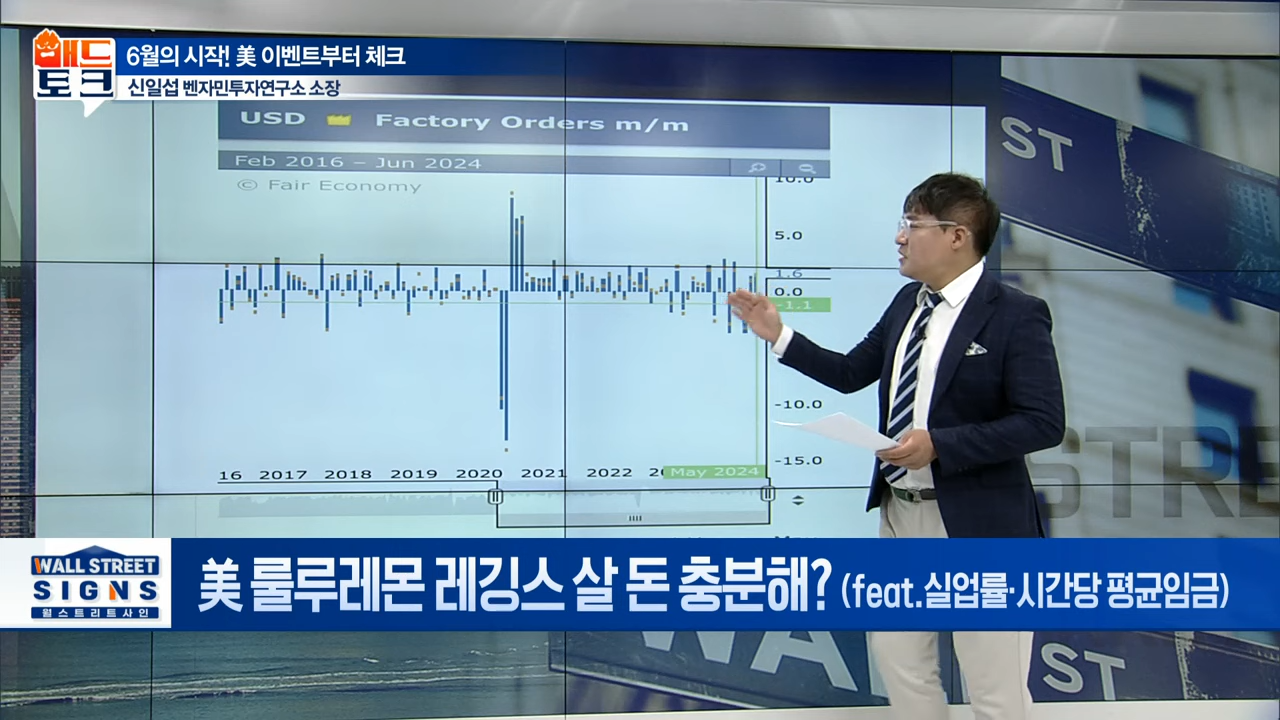 매드
토크
6월의 시작! 美 이벤트부터 체크
신일섭 벤자민투자연구소 소장
USD Factory Orders m/m
Feb 2016 – Jun 2024
© Fair Economy
10.0
5.0
1.6
0.0
-1.1
-10.0
-15.0
16 2017 2018 2019 2020 2021 2022 2
May 2024
ST
STRE
WALL STREET
SIGNS
월스트리트사인
美 룰루레몬 레깅스 살 돈 충분해? (feat.실업률·시간당 평균임금)
WA
ST